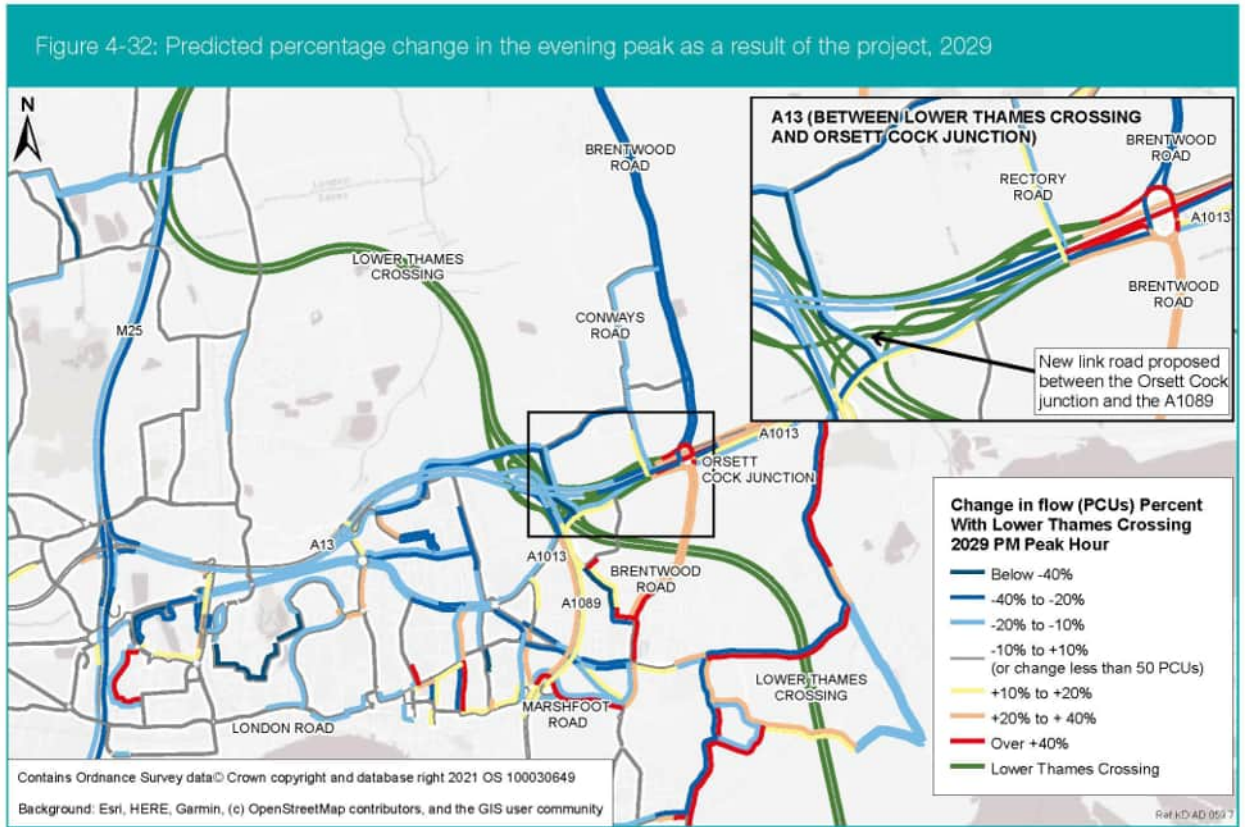 Figure 4-32: Predicted percentage change in the evening peak as a result of the project, 2029
N
BRENTWOOD
ROAD
LOWER THAMES
CROSSING
M25
CONWAYS
ROAD
A13 (BETWEEN LOWER THAMES CROSSING
AND ORSETT COCK JUNCTION)
BRENTWOOD
ROAD
RECTORY
ROAD
A1013
BRENTWOOD
ROAD
New link road proposed
between the Orsett Cock
junction and the A1089
A1013
ORSETT
COCK JUNCTION
A13
A1013
BRENTWOOD
ROAD
A1089
LOWER THAMES
CROSSING
MARSHFOOT
ROAD
LONDON ROAD
Change in flow (PCUs) Percent
With Lower Thames Crossing
2029 PM Peak Hour
Below -40%
-40% to -20%
-20% to -10%
-10% to +10%
(or change less than 50 PCUs)
+10% to +20%
+20% to + 40%
Over +40%
Lower Thames Crossing
Contains Ordnance Survey data© Crown copyright and database right 2021 OS 100030649
Background: Esri, HERE, Garmin, (c) OpenStreetMap contributors, and the GIS user community